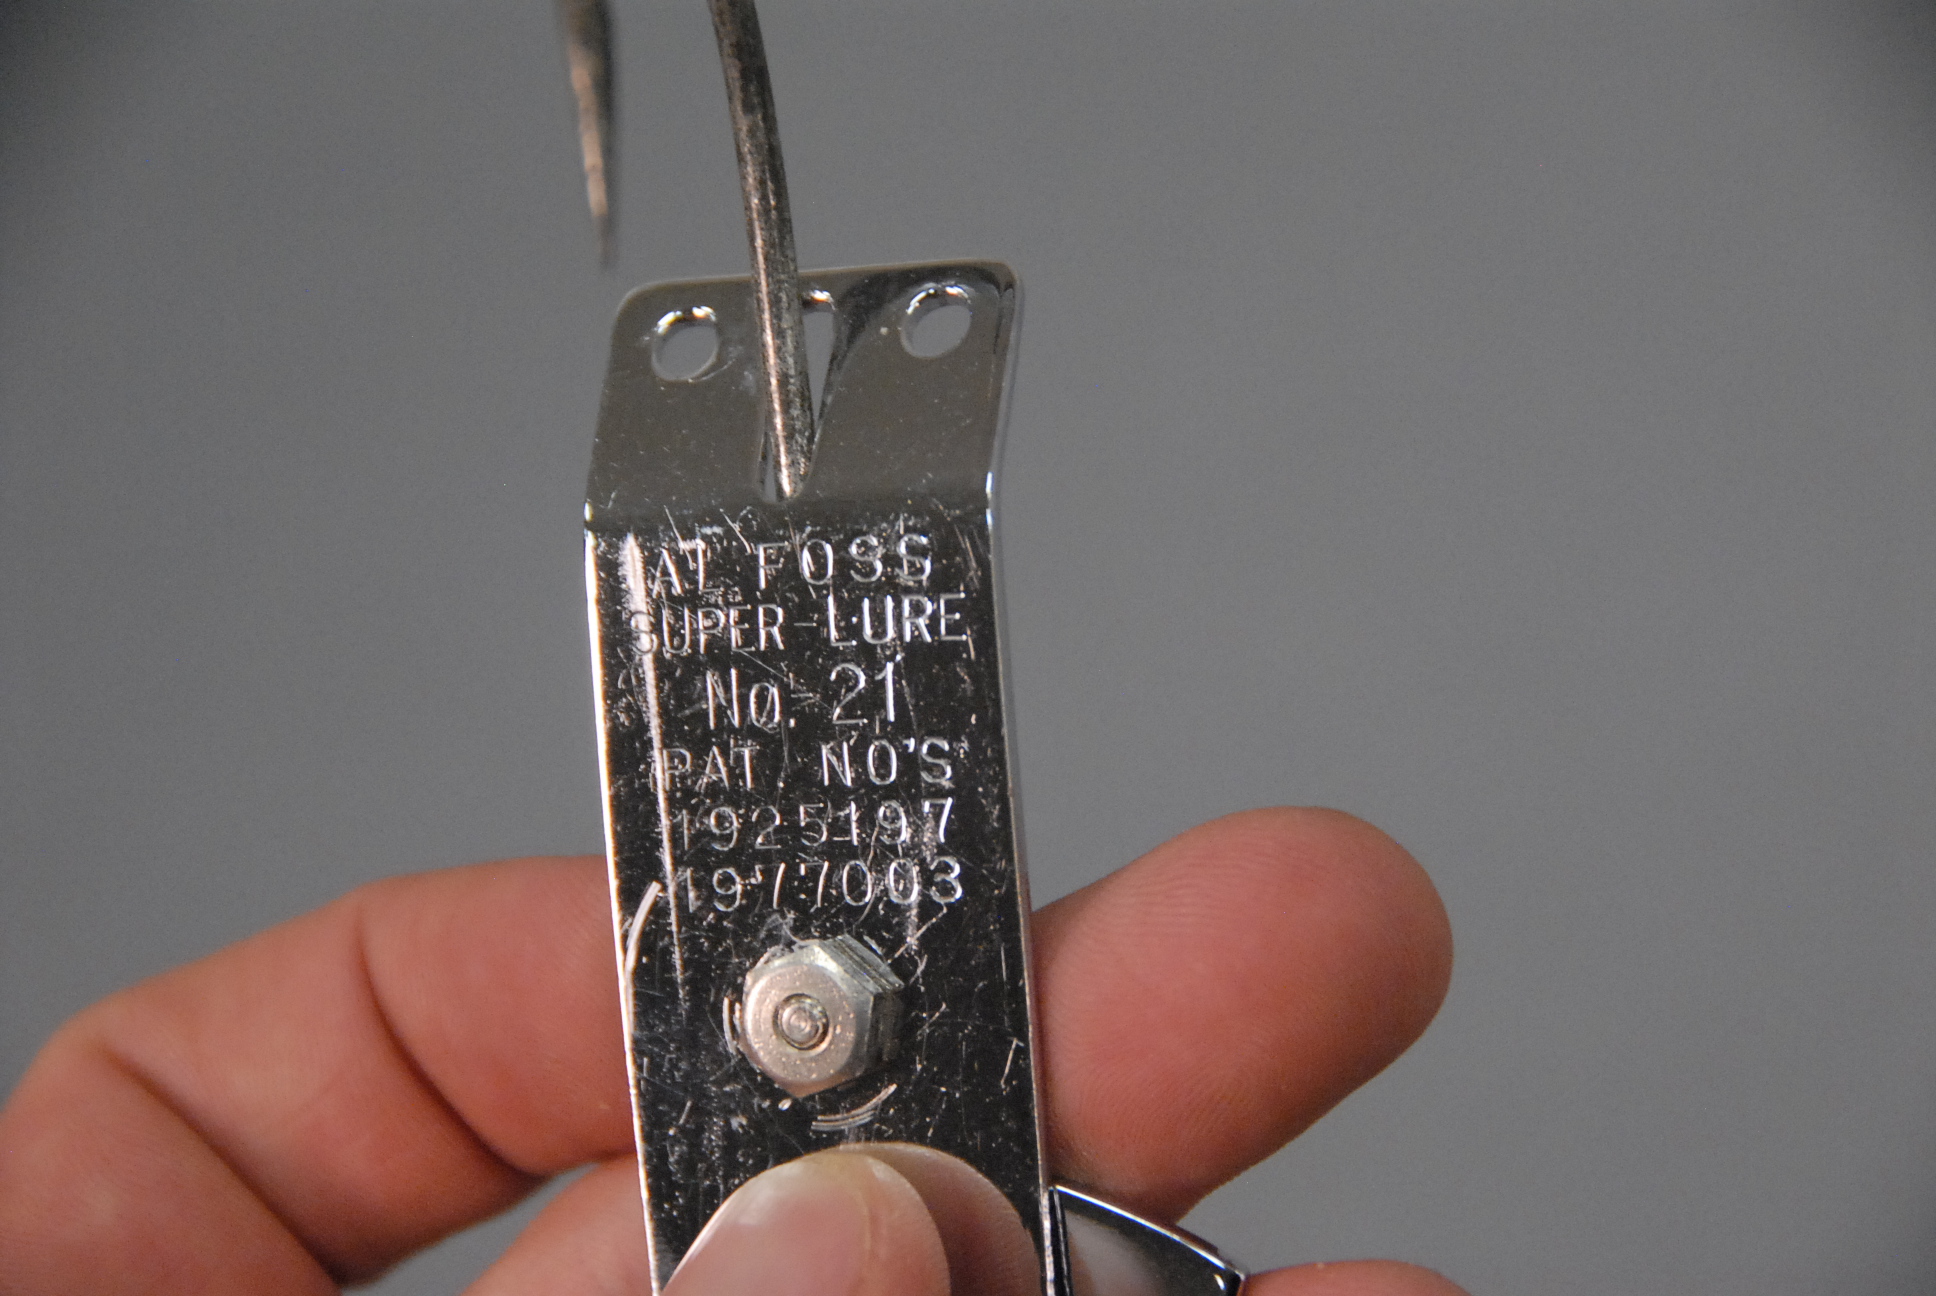 AL FOSS
SUPER-LURE
No. 21
PAT. NO'S
1925197
1977003